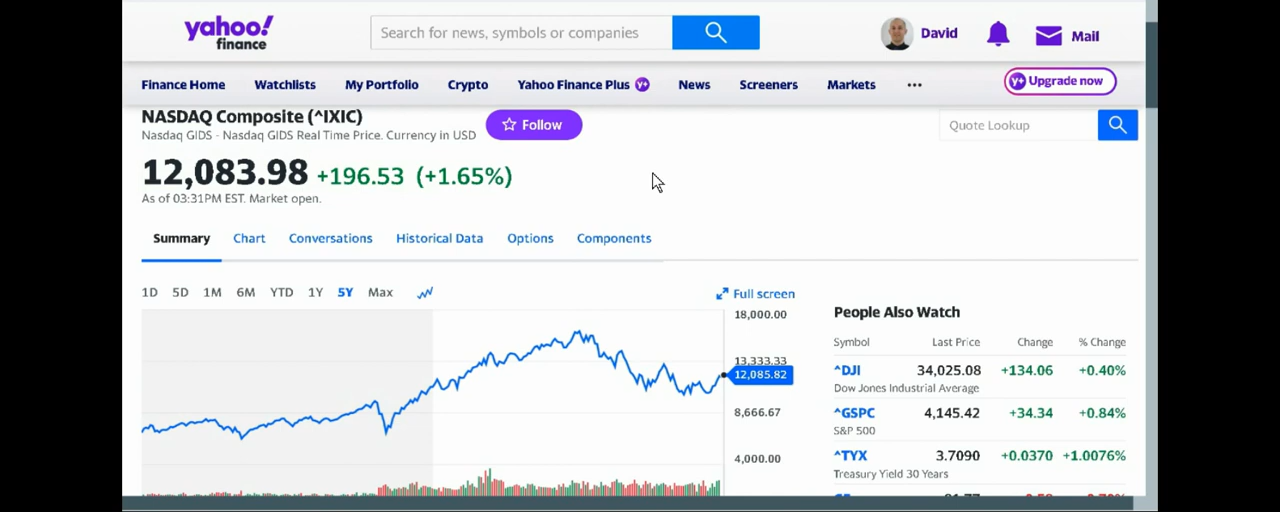 yahoo!
finance
Search for news, symbols or companies
David
Mail
Finance Home Watchlists My Portfolio Crypto Yahoo Finance Plus Y+ News Screeners Markets ••• Y+ Upgrade now
NASDAQ Composite (^IXIC)
Nasdaq GIDS - Nasdaq GIDS Real Time Price. Currency in USD
Follow
Quote Lookup
12,083.98 +196.53 (+1.65%)
As of 03:31PM EST. Market open.
Summary Chart Conversations Historical Data Options Components
1D 5D 1M 6M YTD 1Y 5Y Max
Full screen
18,000.00
13,333.33
12,085.82
8,666.67
4,000.00
People Also Watch
Symbol Last Price Change % Change
^DJI 34,025.08 +134.06 +0.40%
Dow Jones Industrial Average
^GSPC 4,145.42 +34.34 +0.84%
S&P 500
^TYX 3.7090 +0.0370 +1.0076%
Treasury Yield 30 Years